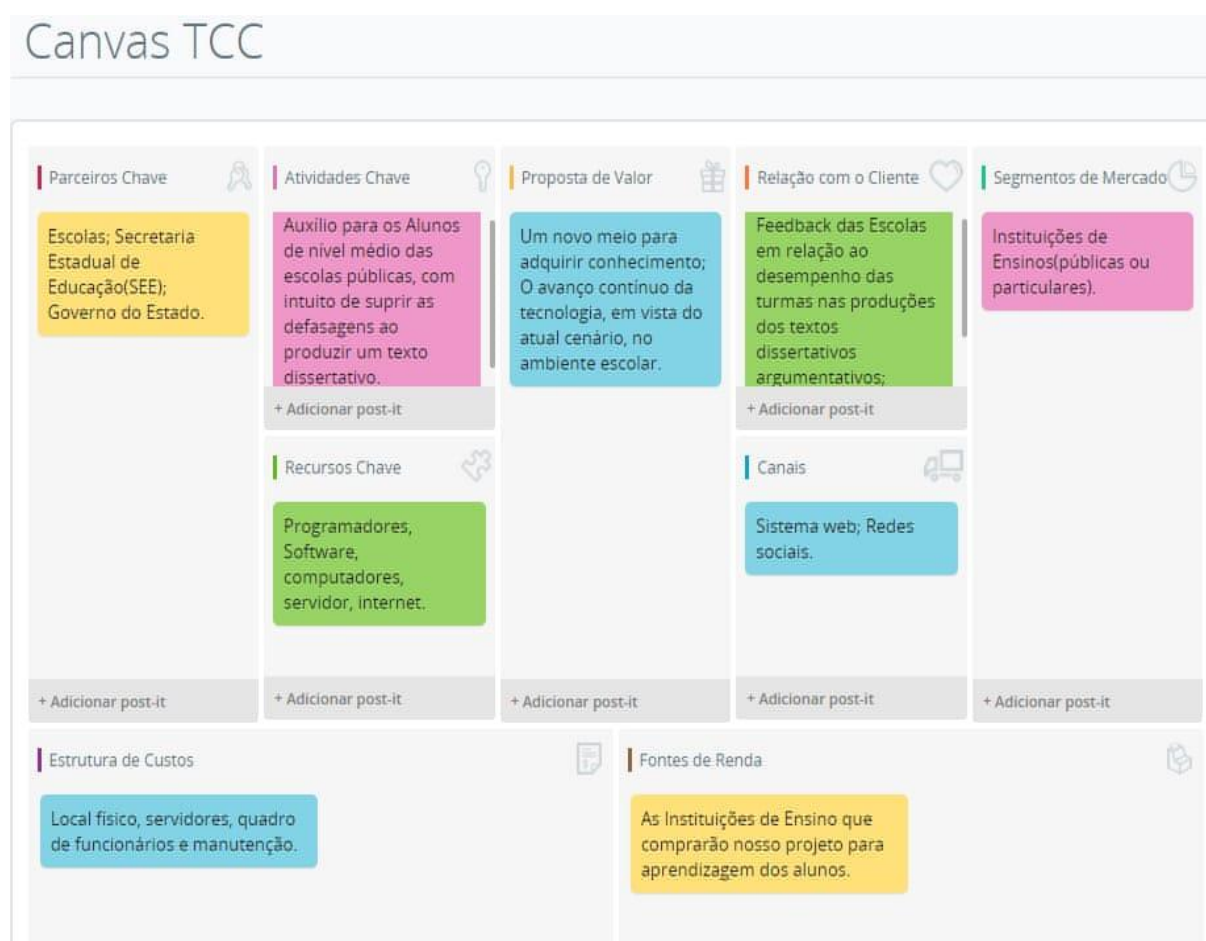 Canvas TCC
Parceiros Chave
Escolas; Secretaria
Estadual de
Educação(SEE);
Governo do Estado.
+ Adicionar post-it
Atividades Chave
Auxílio para os Alunos
de nível médio das
escolas públicas, com
intuito de suprir as
defasagens ao
produzir um texto
dissertativo.
+ Adicionar post-it
Recursos Chave
Programadores,
Software,
computadores,
servidor, internet.
+ Adicionar post-it
Proposta de Valor
Um novo meio para
adquirir conhecimento;
O avanço contínuo da
tecnologia, em vista do
atual cenário, no
ambiente escolar.
+ Adicionar post-it
Relação com o Cliente
Feedback das Escolas
em relação ao
desempenho das
turmas nas produções
dos textos
dissertativos
argumentativos;
+ Adicionar post-it
Canais
Sistema web; Redes
sociais.
+ Adicionar post-it
Segmentos de Mercado
Instituições de
Ensinos(públicas ou
particulares).
+ Adicionar post-it
Estrutura de Custos
Local físico, servidores, quadro
de funcionários e manutenção.
Fontes de Renda
As Instituições de Ensino que
comprarão nosso projeto para
aprendizagem dos alunos.